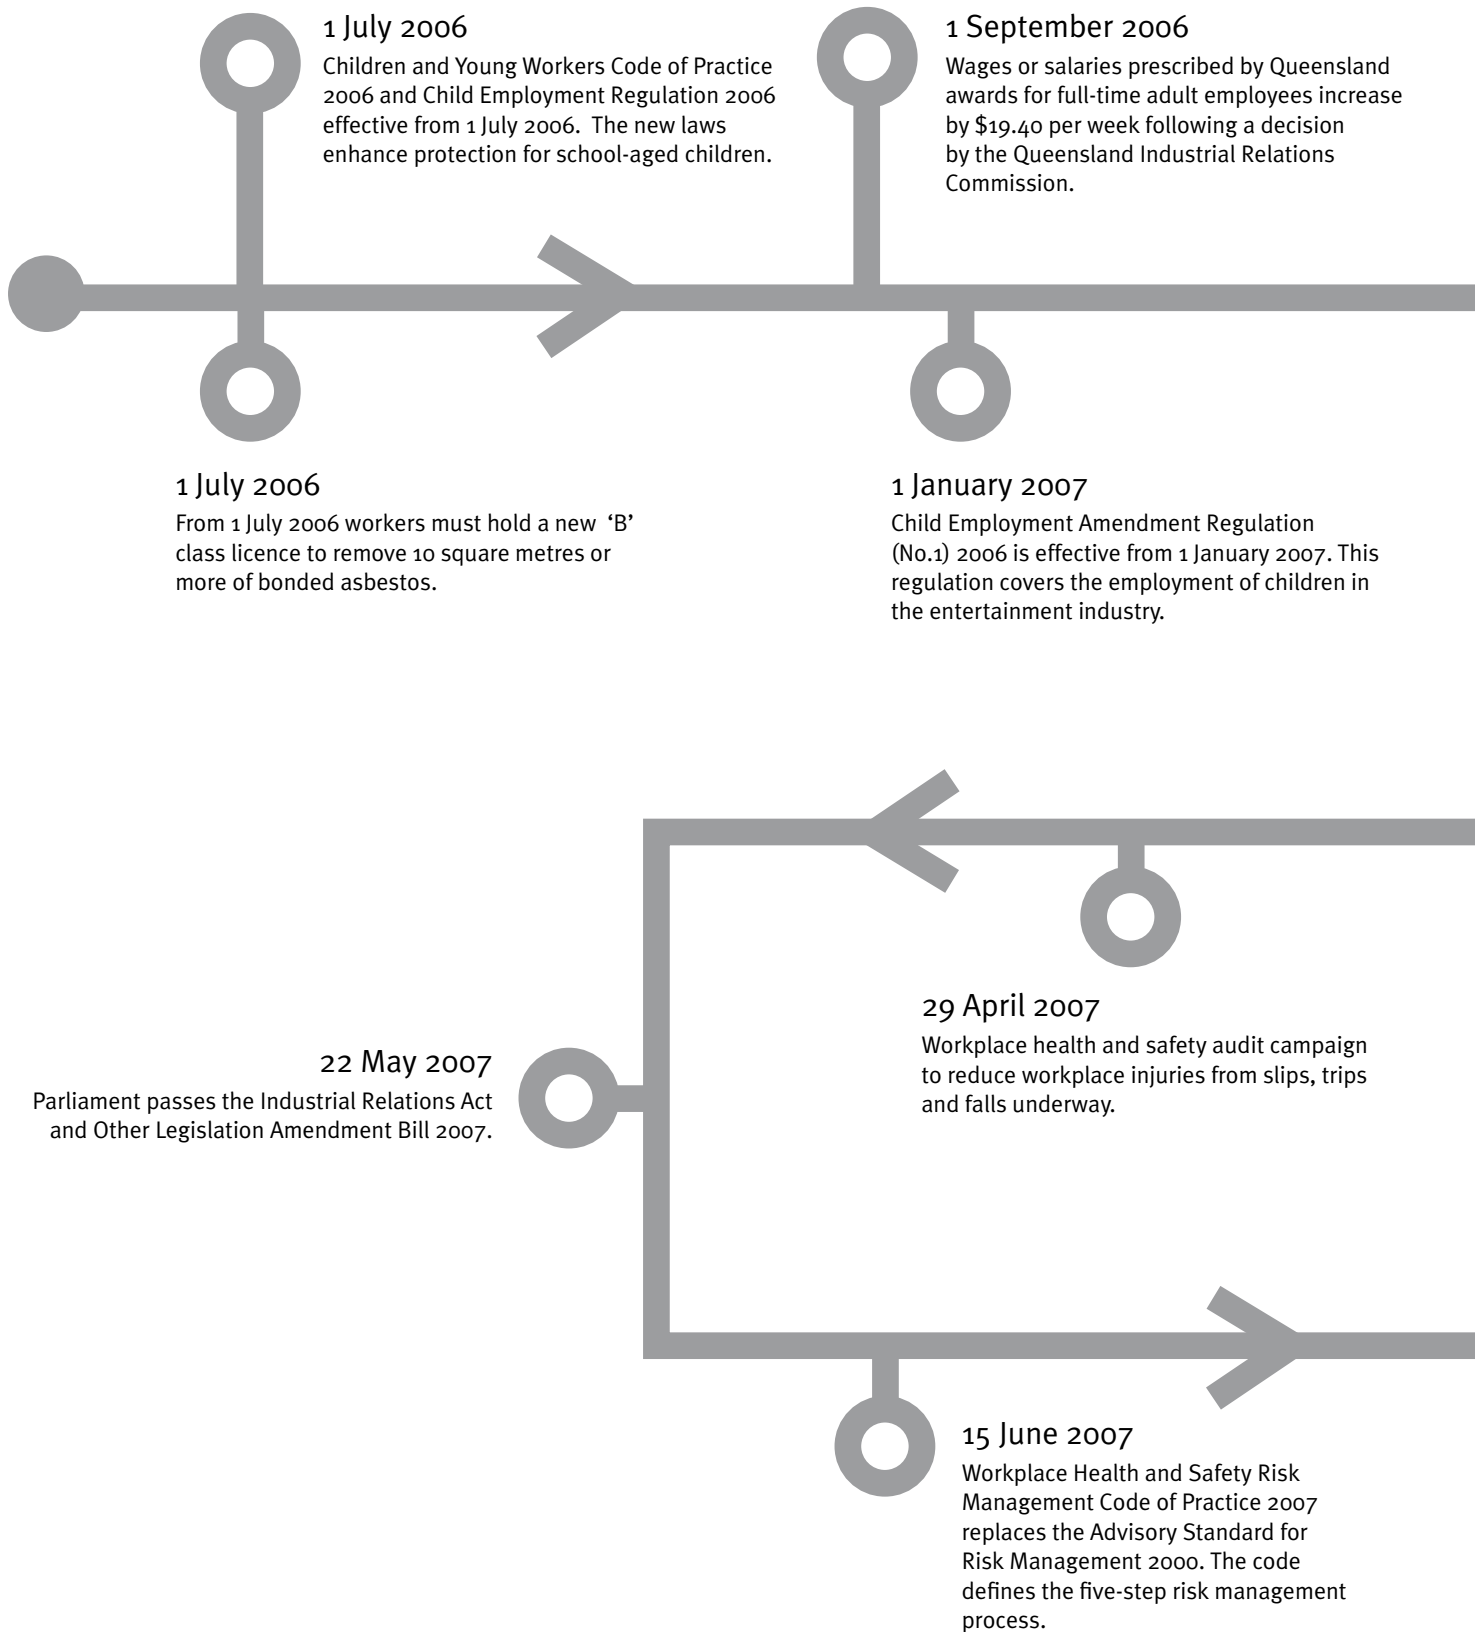 1 July 2006
Children and Young Workers Code of Practice
2006 and Child Employment Regulation 2006
effective from 1 July 2006.  The new laws
enhance protection for school-aged children.
1 September 2006
Wages or salaries prescribed by Queensland
awards for full-time adult employees increase
by $19.40 per week following a decision
by the Queensland Industrial Relations
Commission.
1 July 2006
From 1 July 2006 workers must hold a new  ‘B’
class licence to remove 10 square metres or
more of bonded asbestos.
1 January 2007
Child Employment Amendment Regulation
(No.1) 2006 is effective from 1 January 2007. This
regulation covers the employment of children in
the entertainment industry.
29 April 2007
Workplace health and safety audit campaign
to reduce workplace injuries from slips, trips
and falls underway.
22 May 2007
Parliament passes the Industrial Relations Act
and Other Legislation Amendment Bill 2007.
15 June 2007
Workplace Health and Safety Risk
Management Code of Practice 2007
replaces the Advisory Standard for
Risk Management 2000. The code
defines the five-step risk management
process.